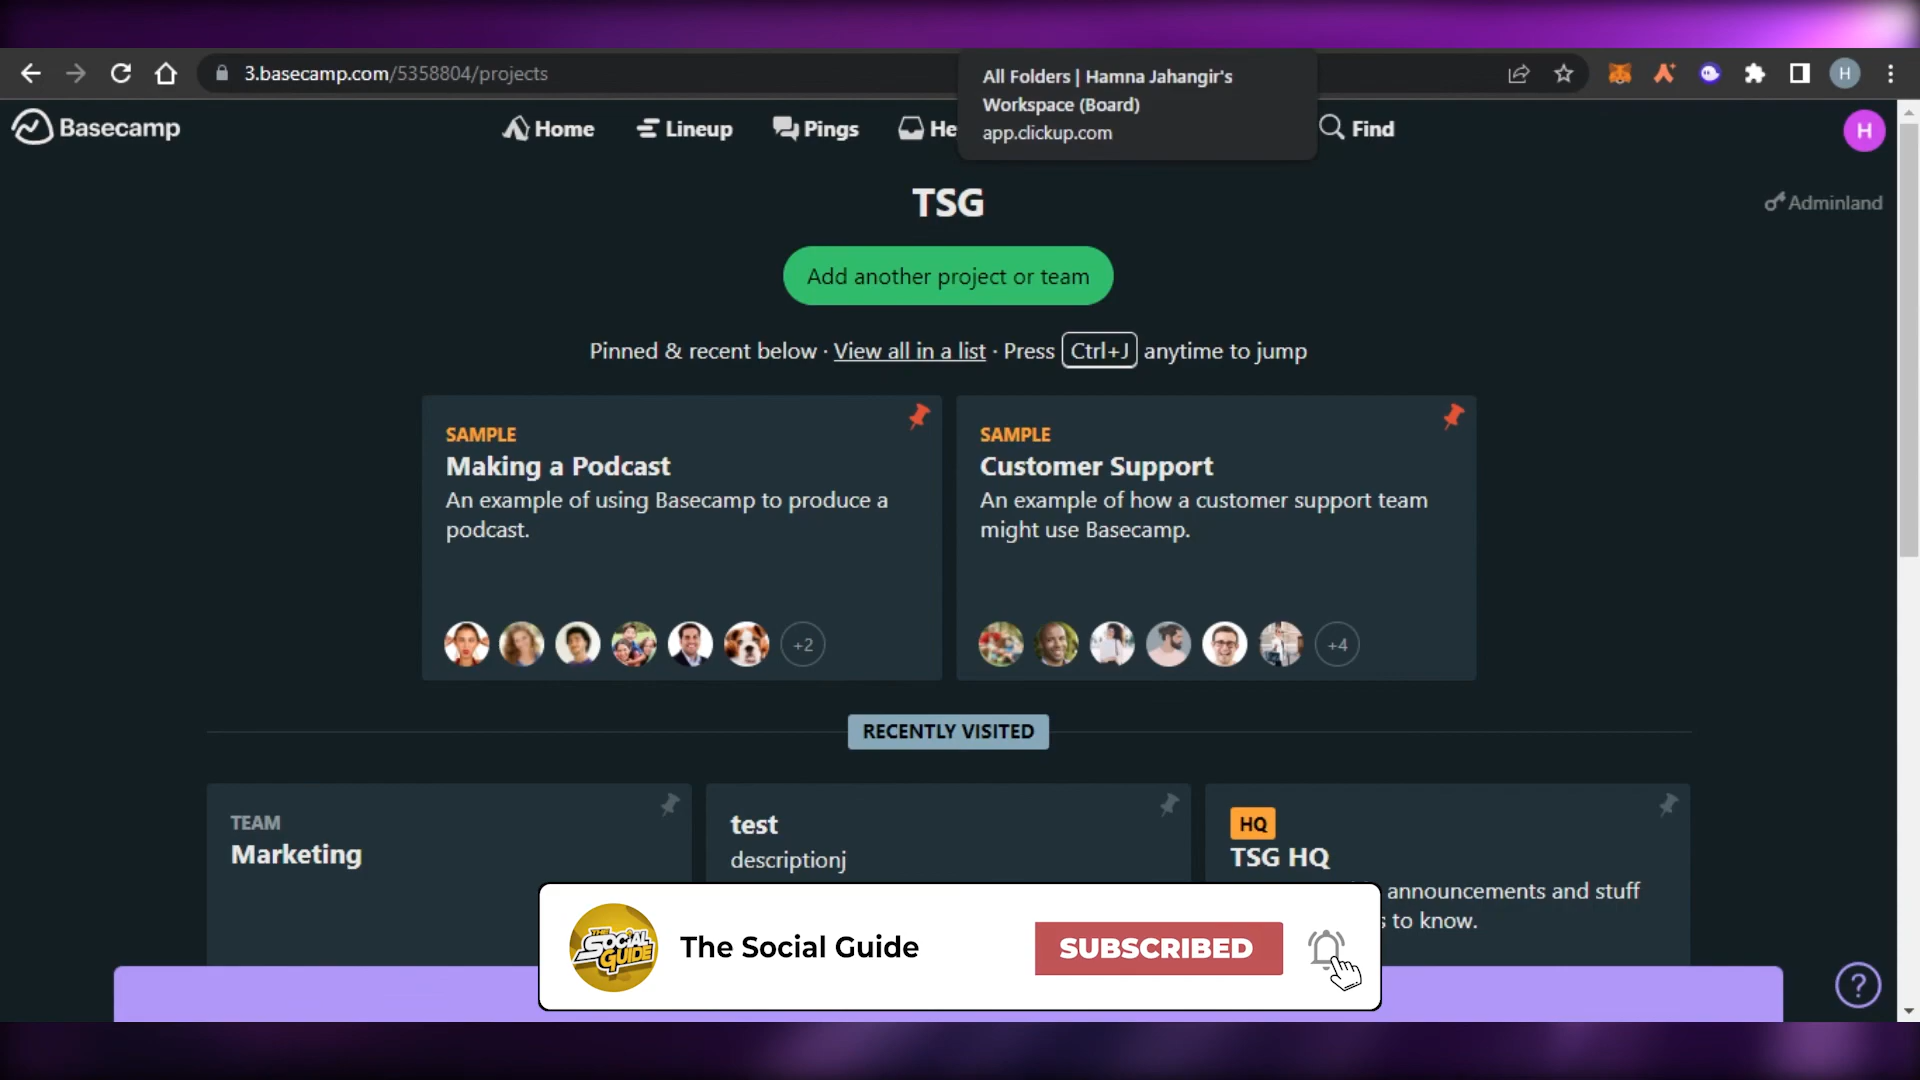 3.basecamp.com/5358804/projects
All Folders | Hamna Jahangir's
Workspace (Board)
app.clickup.com
H
Basecamp
Home
Lineup
Pings
He
Find
H
TSG
Adminland
Add another project or team
Pinned & recent below · View all in a list · Press Ctrl+J anytime to jump
SAMPLE
Making a Podcast
An example of using Basecamp to produce a
podcast.
+2
SAMPLE
Customer Support
An example of how a customer support team
might use Basecamp.
+4
RECENTLY VISITED
TEAM
Marketing
test
descriptionj
HQ
TSG HQ
announcements and stuff
s to know.
THE SOCIAL GUIDE
The Social Guide
SUBSCRIBED
?